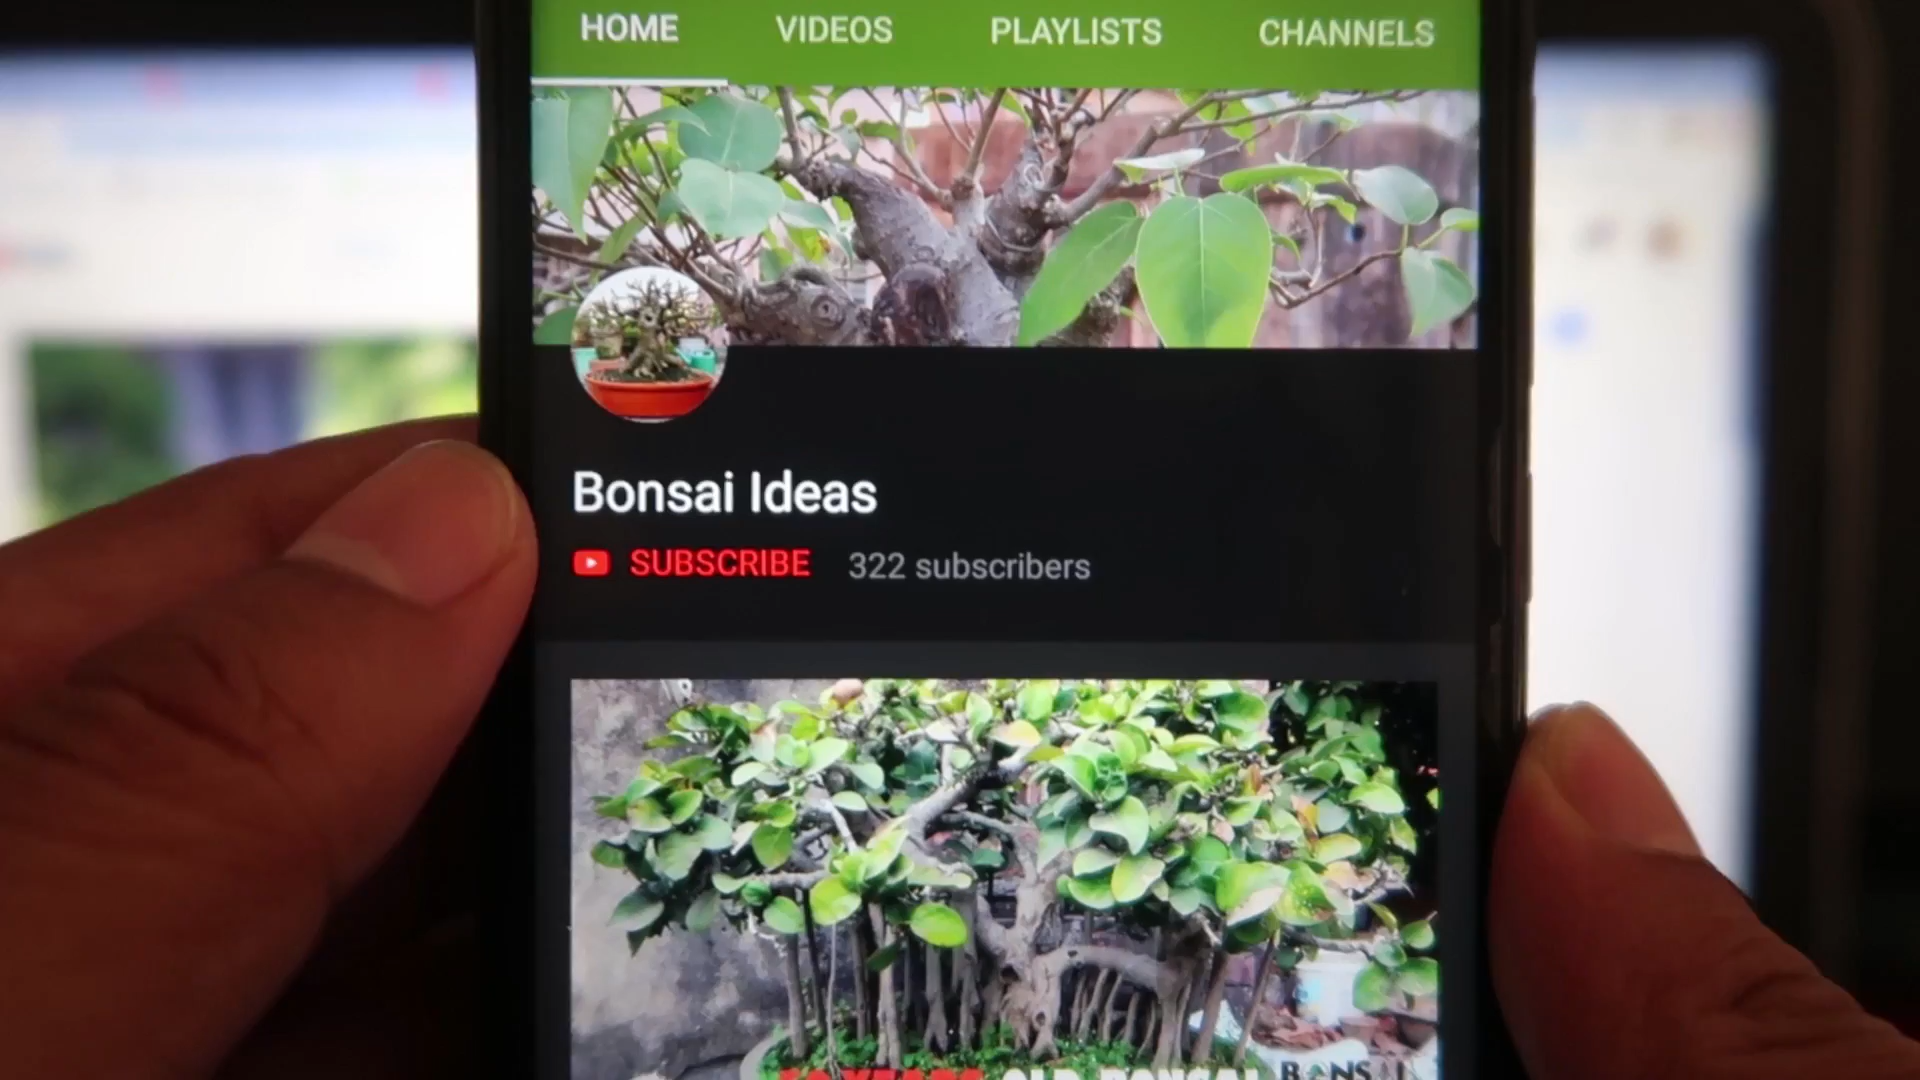 HOME VIDEOS PLAYLISTS CHANNELS
Bonsai Ideas
SUBSCRIBE 322 subscribers